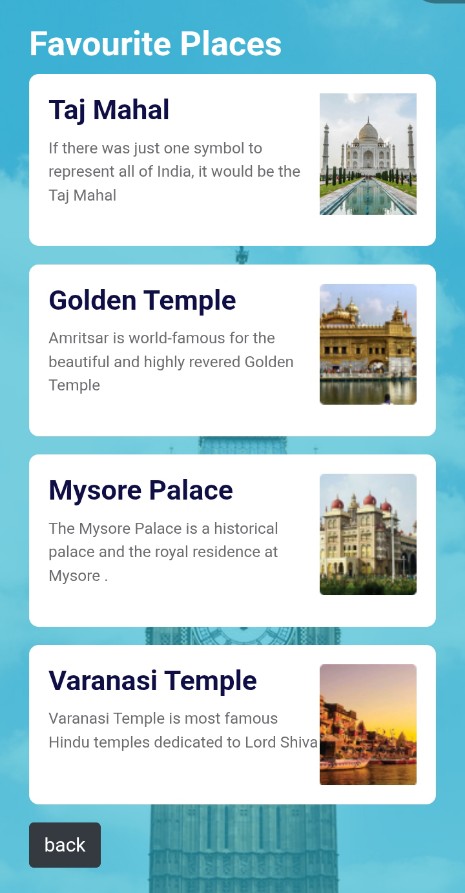 Favourite Places
Taj Mahal
If there was just one symbol to
represent all of India, it would be the
Taj Mahal
Golden Temple
Amritsar is world-famous for the
beautiful and highly revered Golden
Temple
Mysore Palace
The Mysore Palace is a historical
palace and the royal residence at
Mysore .
Varanasi Temple
Varanasi Temple is most famous
Hindu temples dedicated to Lord Shiva
back